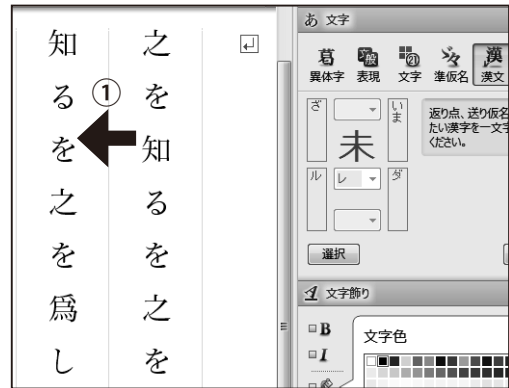 之を知るを之を
知るを之を爲し
①
あ 文字
異体字 表現 文字 準仮名 漢文
ざ
いま
未
ル
レ
ダ
返り点、送り仮名
たい漢字を一文字
ください。
選択
文字飾り
B
I
文字色